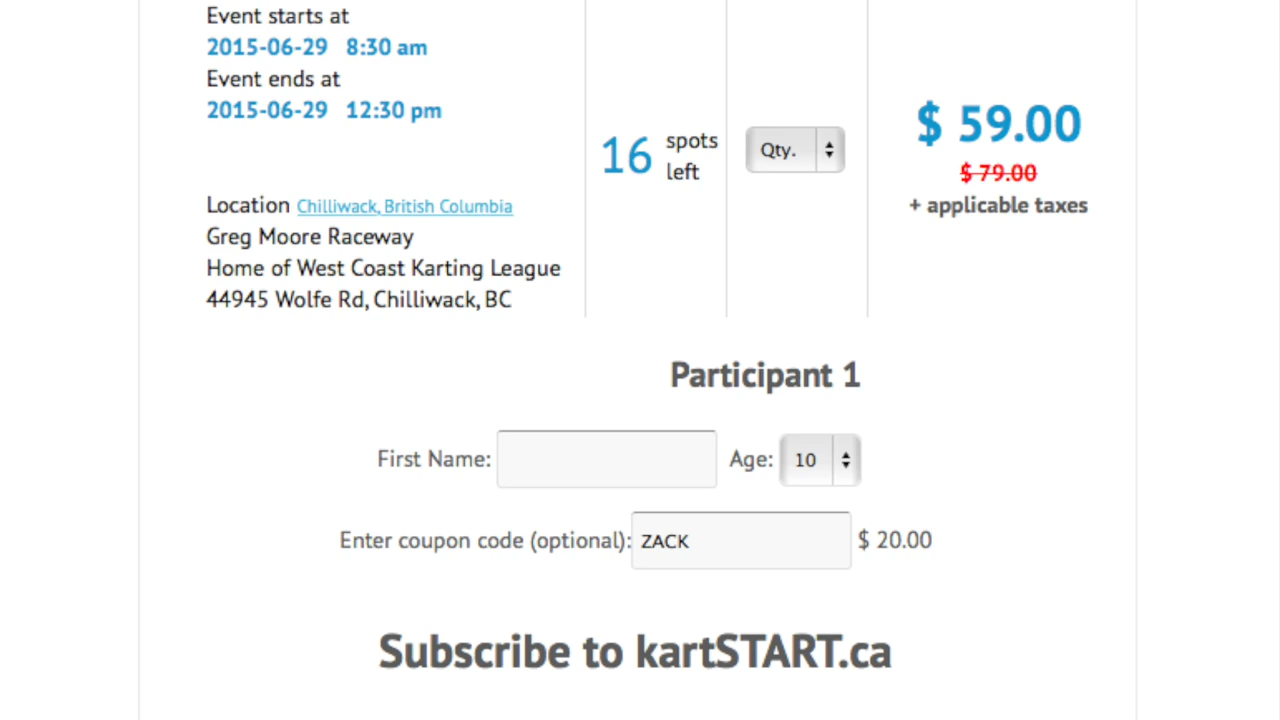 Event starts at
2015-06-29 8:30 am
Event ends at
2015-06-29 12:30 pm
Location Chilliwack, British Columbia
Greg Moore Raceway
Home of West Coast Karting League
44945 Wolfe Rd, Chilliwack, BC
16 spots
left
Qty.
$ 59.00
$ 79.00
+ applicable taxes
Participant 1
First Name: Age: 10
Enter coupon code (optional): ZACK $ 20.00
Subscribe to kartSTART.ca